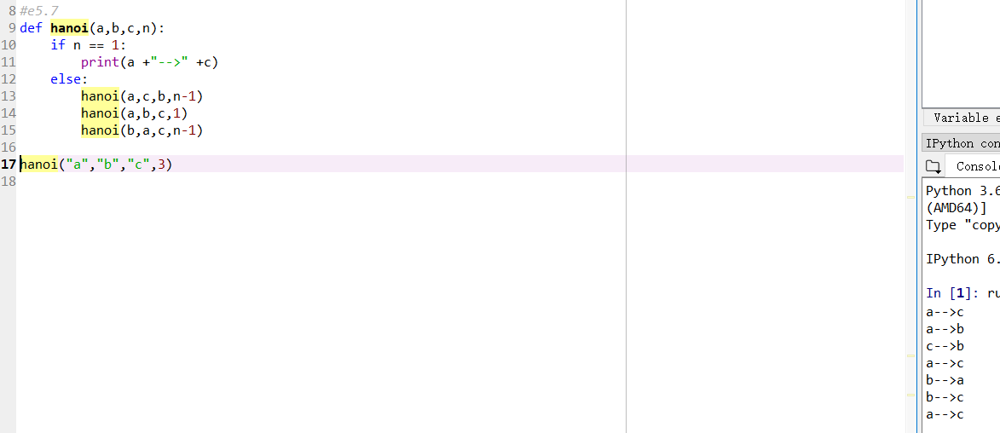 8 #e5.7
9 def hanoi(a,b,c,n):
10     if n == 1:
11         print(a +"-->" +c)
12     else:
13         hanoi(a,c,b,n-1)
14         hanoi(a,b,c,1)
15         hanoi(b,a,c,n-1)
16
17 hanoi("a","b","c",3)
18
Variable e
IPython con
Console
Python 3.6
(AMD64)]
Type "copy
IPython 6.
In [1]: ru
a-->c
a-->b
c-->b
a-->c
b-->a
b-->c
a-->c